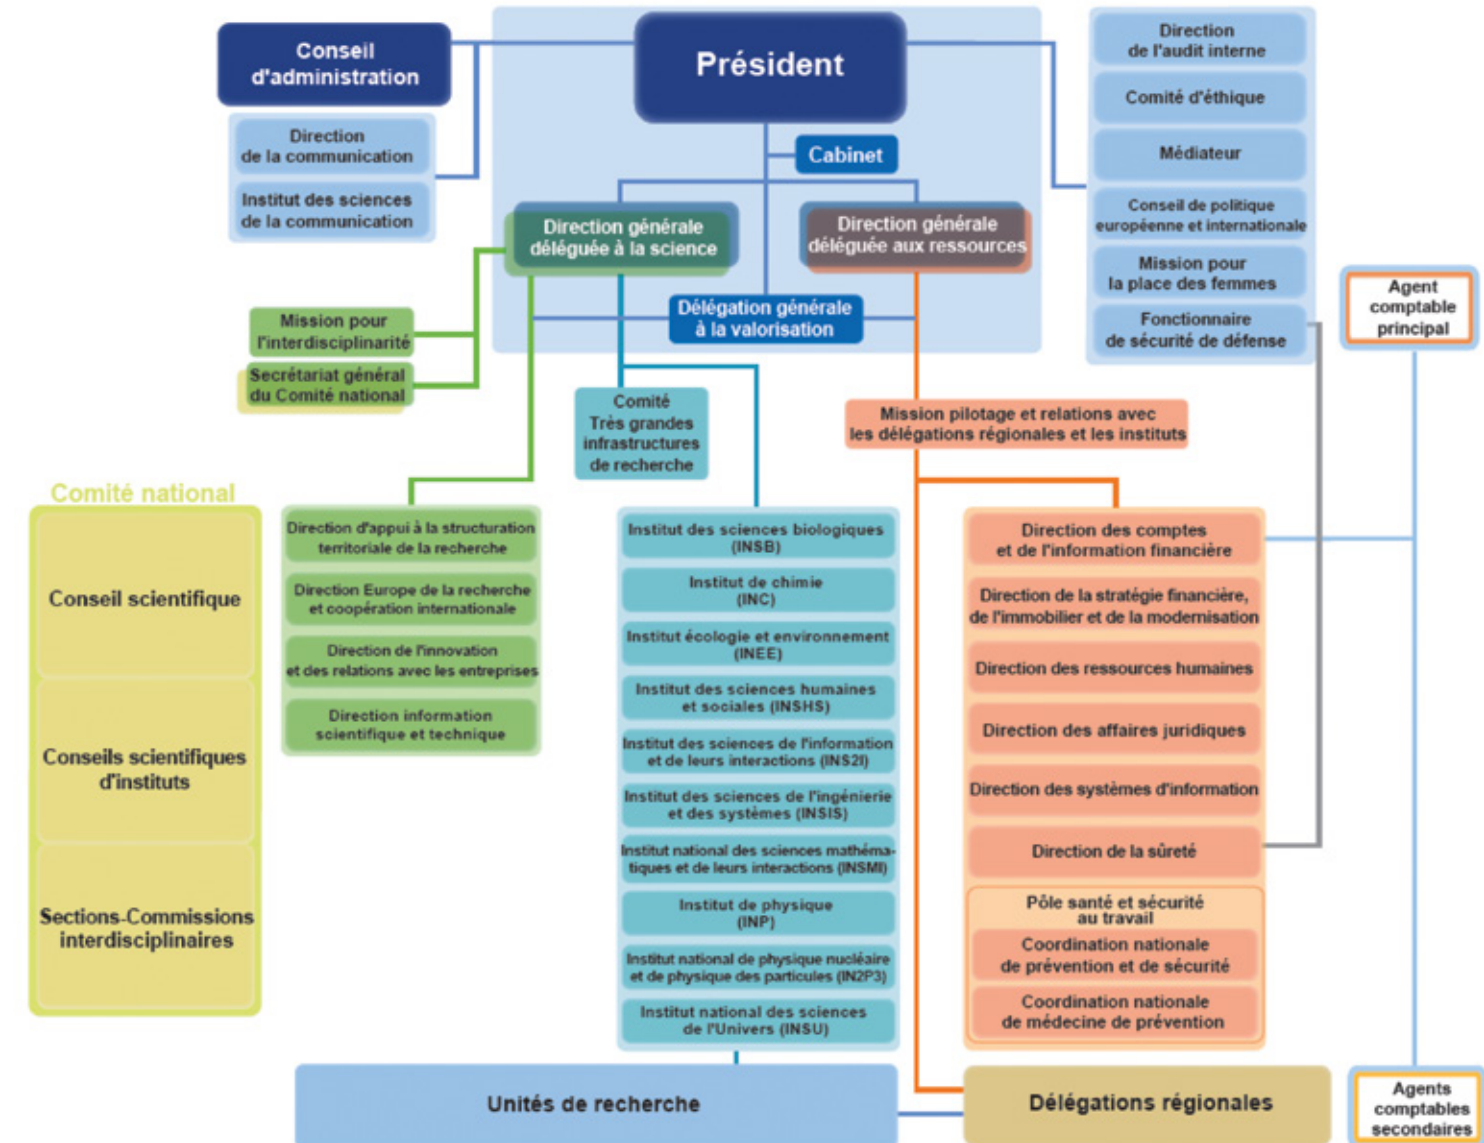 Conseil
d'administration
Direction
de la communication
Institut des sciences
de la communication
Président
Cabinet
Direction générale
déléguée à la science
Direction générale
déléguée aux ressources
Délégation générale
à la valorisation
Direction
de l'audit interne
Comité d'éthique
Médiateur
Conseil de politique
européenne et internationale
Mission pour
la place des femmes
Fonctionnaire
de sécurité de défense
Agent
comptable
principal
Mission pour
l'interdisciplinarité
Secrétariat général
du Comité national
Comité
Très grandes
infrastructures
de recherche
Mission pilotage et relations avec
les délégations régionales et les instituts
Comité national
Conseil scientifique
Conseils scientifiques
d'instituts
Sections-Commissions
interdisciplinaires
Direction d'appui à la structuration
territoriale de la recherche
Direction Europe de la recherche
et coopération internationale
Direction de l'innovation
et des relations avec les entreprises
Direction information
scientifique et technique
Institut des sciences biologiques
(INSB)
Institut de chimie
(INC)
Institut écologie et environnement
(INEE)
Institut des sciences humaines
et sociales (INSHS)
Institut des sciences de l'information
et de leurs interactions (INS2I)
Institut des sciences de l'ingénierie
et des systèmes (INSIS)
Institut national des sciences mathéma-
tiques et de leurs interactions (INSMI)
Institut de physique
(INP)
Institut national de physique nucléaire
et de physique des particules (IN2P3)
Institut national des sciences
de l'Univers (INSU)
Direction des comptes
et de l'information financière
Direction de la stratégie financière,
de l'immobilier et de la modernisation
Direction des ressources humaines
Direction des affaires juridiques
Direction des systèmes d'information
Direction de la sûreté
Pôle santé et sécurité
au travail
Coordination nationale
de prévention et de sécurité
Coordination nationale
de médecine de prévention
Unités de recherche
Délégations régionales
Agents
comptables
secondaires